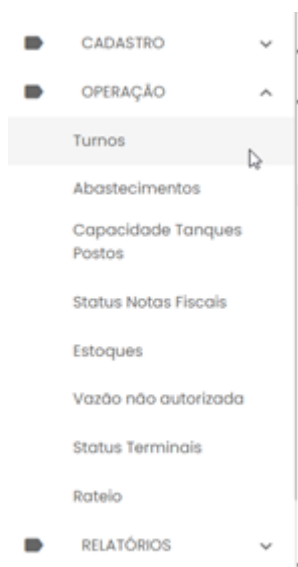 CADASTRO
OPERAÇÃO
Turnos
Abastecimentos
Capacidade Tanques
Postos
Status Notas Fiscais
Estoques
Vazão não autorizada
Status Terminais
Rateio
RELATÓRIOS